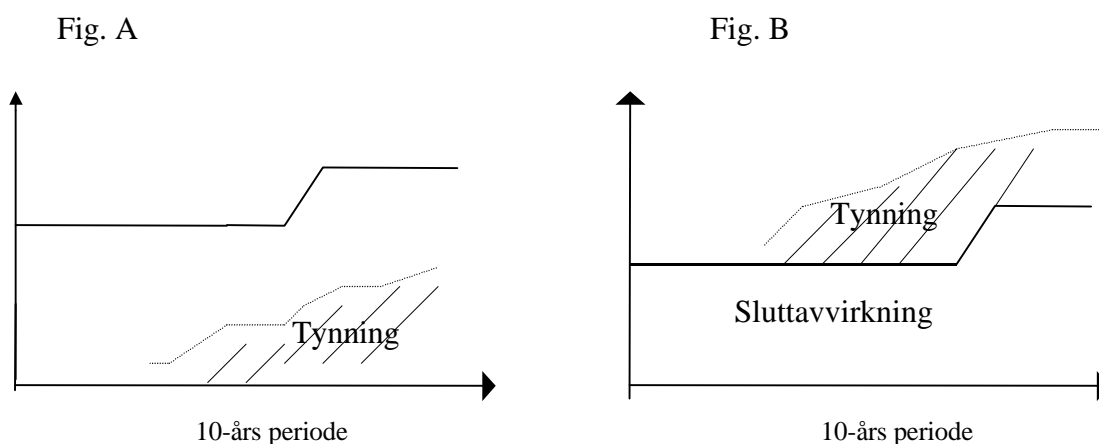 Fig. A
Fig. B
Tynning
10-års periode
Tynning
Sluttavvirkning
10-års periode